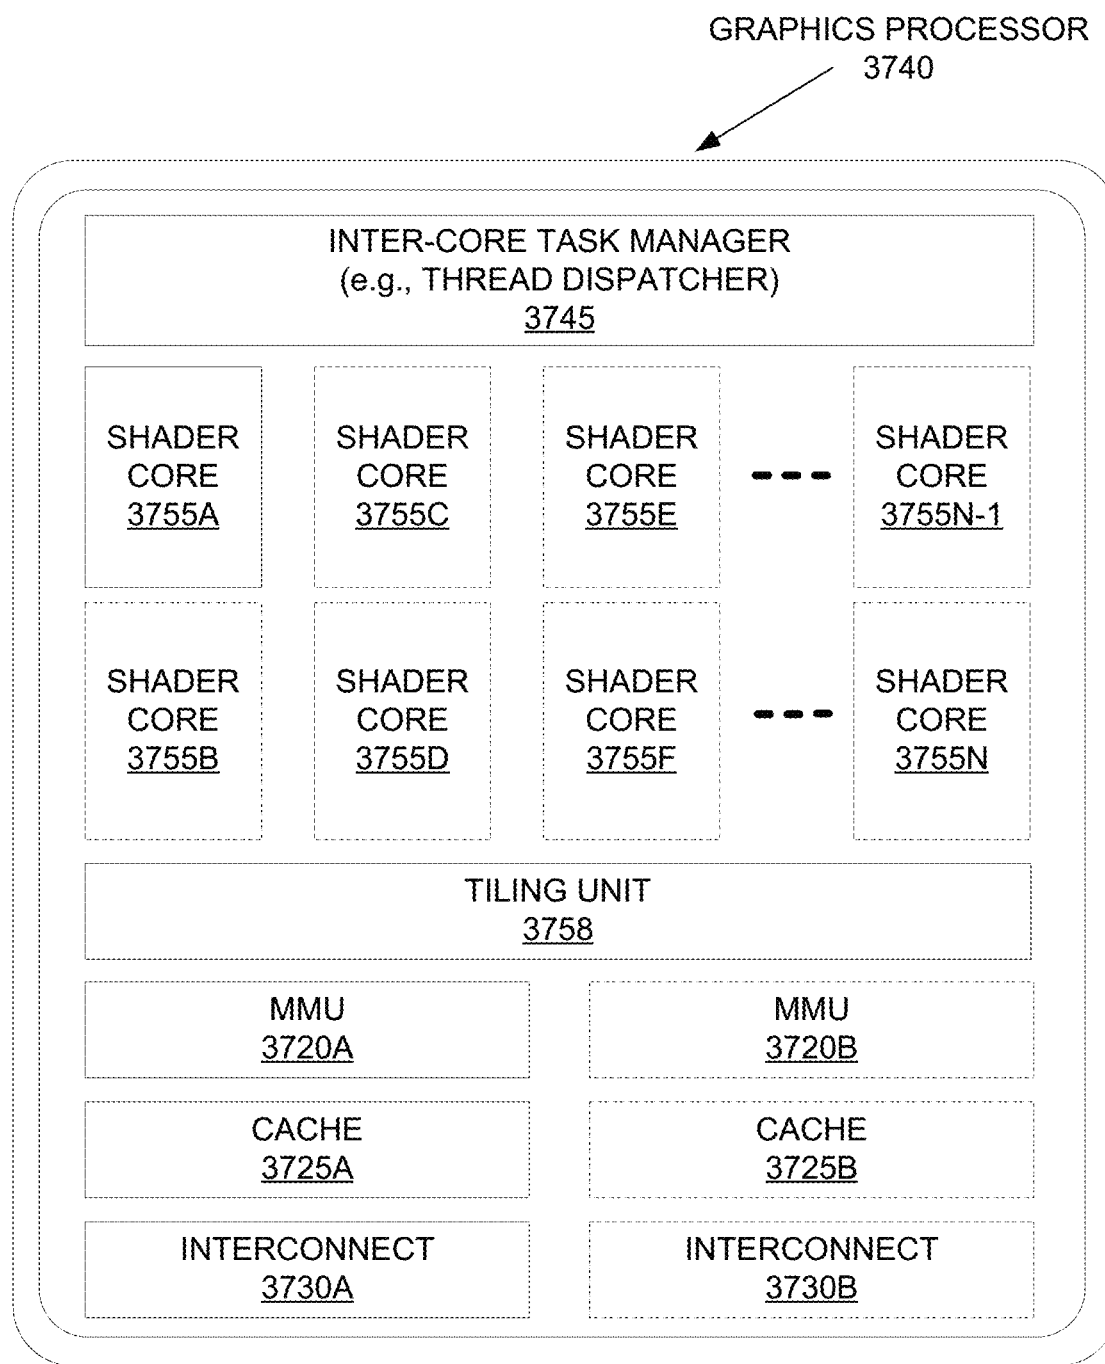 GRAPHICS PROCESSOR
3740
INTER-CORE TASK MANAGER
(e.g., THREAD DISPATCHER)
3745
SHADER
CORE
3755A
SHADER
CORE
3755C
SHADER
CORE
3755E
SHADER
CORE
3755N-1
SHADER
CORE
3755B
SHADER
CORE
3755D
SHADER
CORE
3755F
SHADER
CORE
3755N
TILING UNIT
3758
MMU
3720A
MMU
3720B
CACHE
3725A
CACHE
3725B
INTERCONNECT
3730A
INTERCONNECT
3730B